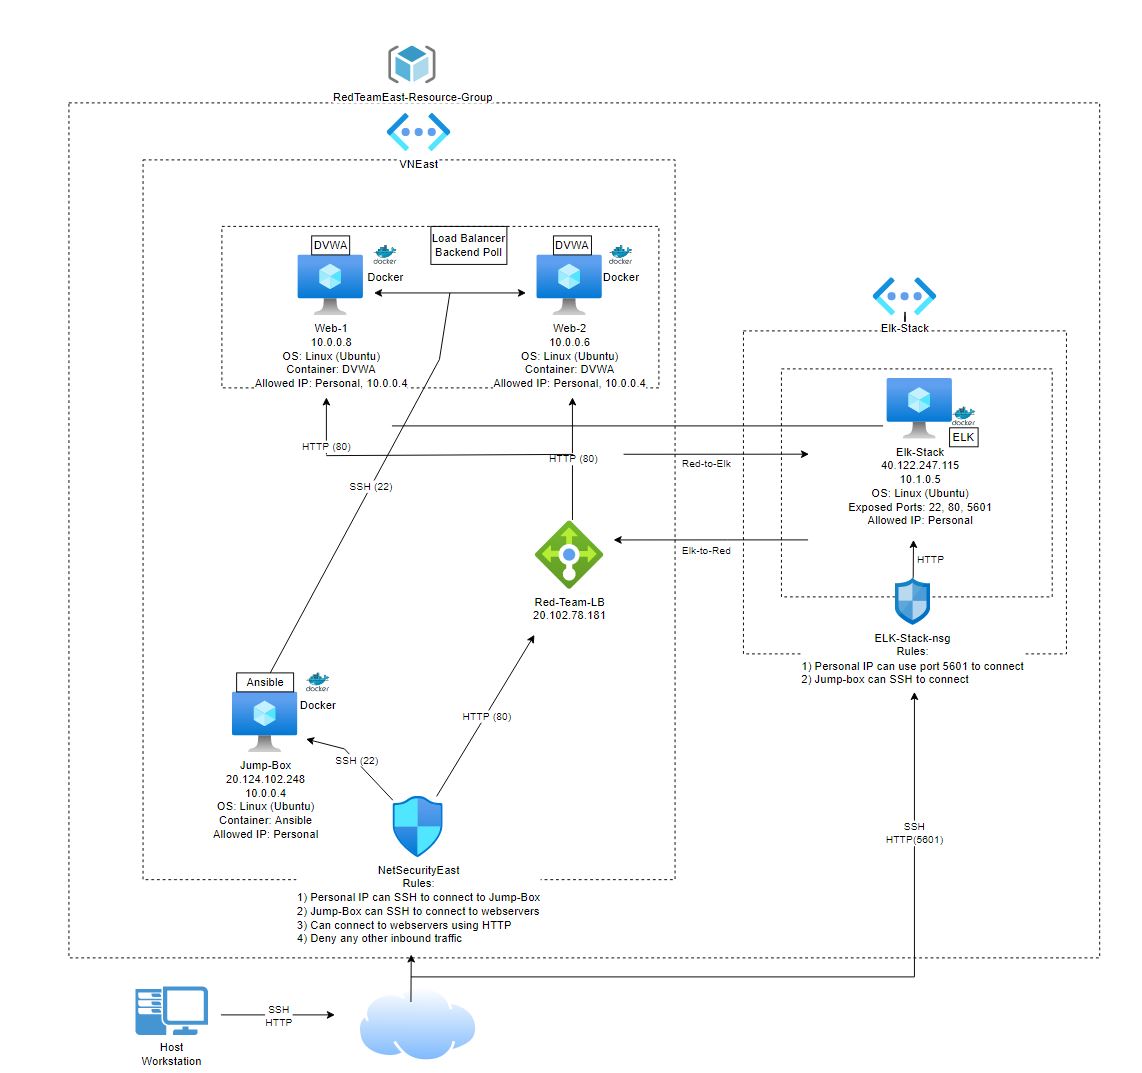 RedTeamEast-Resource-Group
VNEast
DVWA
docker
Docker
Load Balancer
Backend Poll
DVWA
docker
Docker
Web-1
10.0.0.8
OS: Linux (Ubuntu)
Container: DVWA
Allowed IP: Personal, 10.0.0.4
Web-2
10.0.0.6
OS: Linux (Ubuntu)
Container: DVWA
Allowed IP: Personal, 10.0.0.4
Elk-Stack
docker
ELK
Elk-Stack
40.122.247.115
10.1.0.5
OS: Linux (Ubuntu)
Exposed Ports: 22, 80, 5601
Allowed IP: Personal
HTTP (80)
HTTP (80)
Red-to-Elk
SSH (22)
Elk-to-Red
HTTP
Red-Team-LB
20.102.78.181
ELK-Stack-nsg
Rules:
1) Personal IP can use port 5601 to connect
2) Jump-box can SSH to connect
Ansible
docker
Docker
HTTP (80)
SSH (22)
Jump-Box
20.124.102.248
10.0.0.4
OS: Linux (Ubuntu)
Container: Ansible
Allowed IP: Personal
SSH
HTTP(5601)
NetSecurityEast
Rules:
1) Personal IP can SSH to connect to Jump-Box
2) Jump-Box can SSH to connect to webservers
3) Can connect to webservers using HTTP
4) Deny any other inbound traffic
SSH
HTTP
Host
Workstation